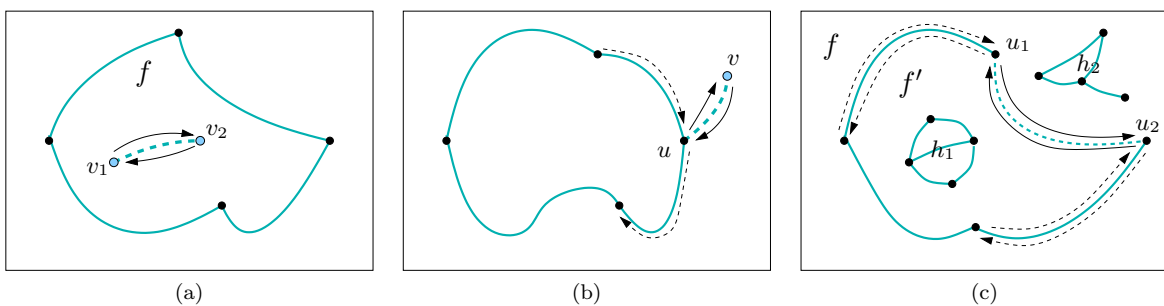 f
v₁
v₂
(a)
u
v
(b)
f
f′
u₁
u₂
h₁
h₂
(c)